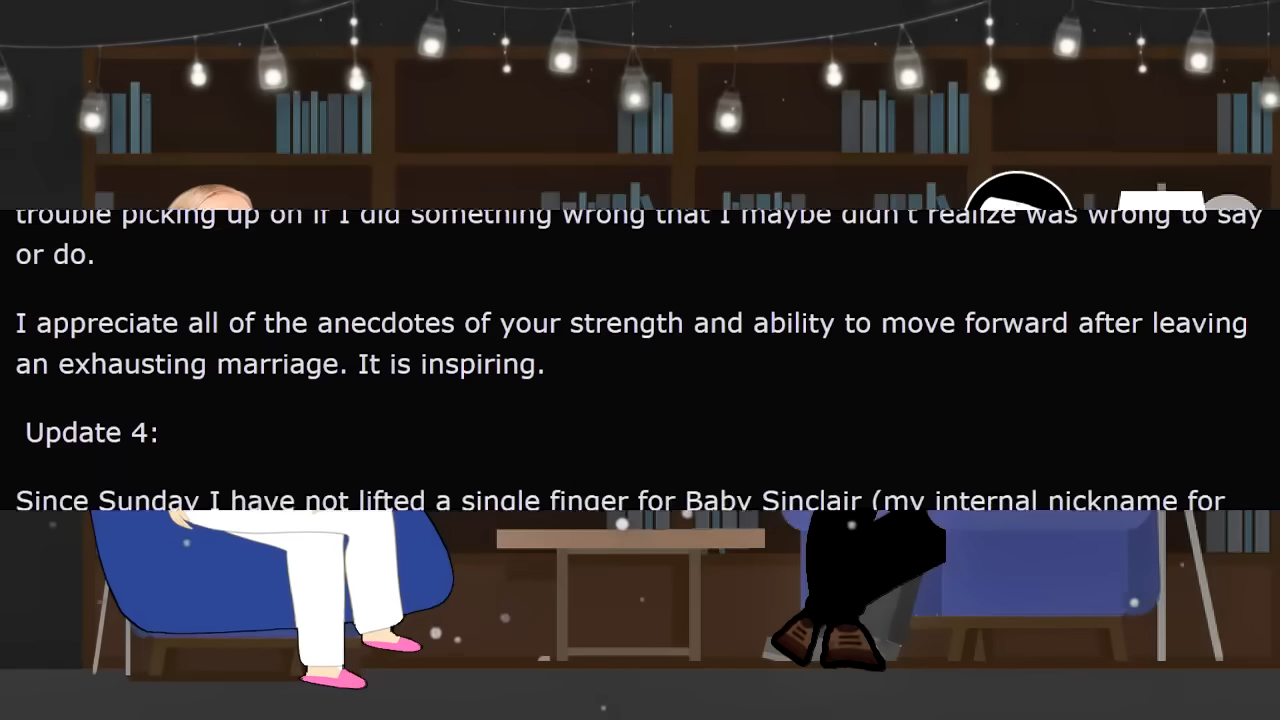 trouble picking up on if I did something wrong that I maybe didn't realize was wrong to say
or do.
I appreciate all of the anecdotes of your strength and ability to move forward after leaving
an exhausting marriage. It is inspiring.
Update 4:
Since Sunday I have not lifted a single finger for Baby Sinclair (my internal nickname for